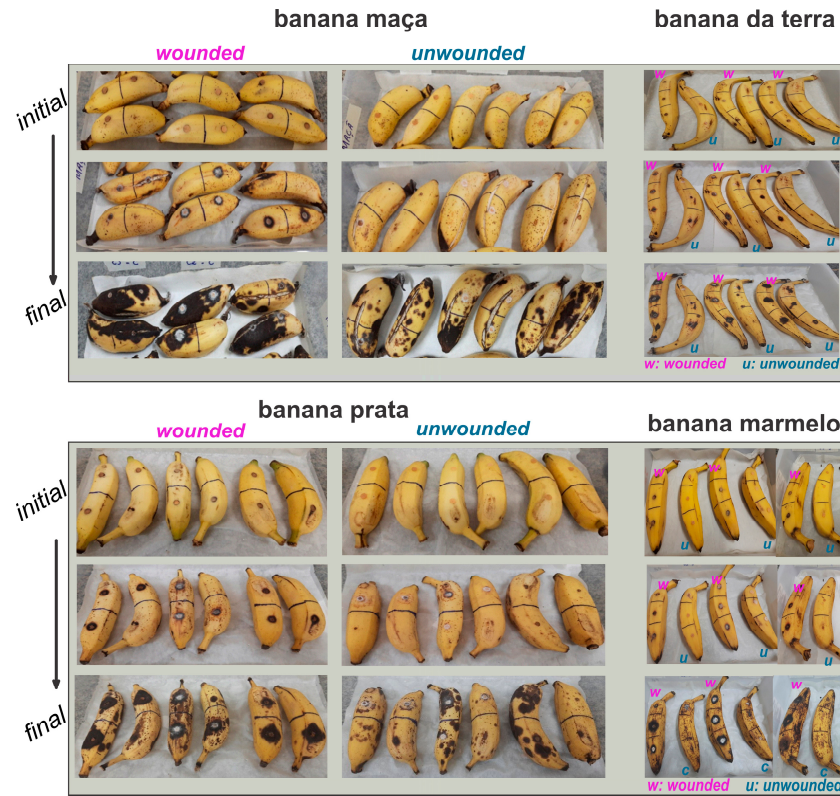 banana maça banana da terra
wounded unwounded
initial
w w w
u u u
MAÇÃ
w w w
u u u
final
w w w
u u u
w: wounded u: unwounded
banana prata banana marmelo
wounded unwounded
initial
w w w
u u u
w w w
u u u
final
w w w
c c c
w: wounded u: unwounded